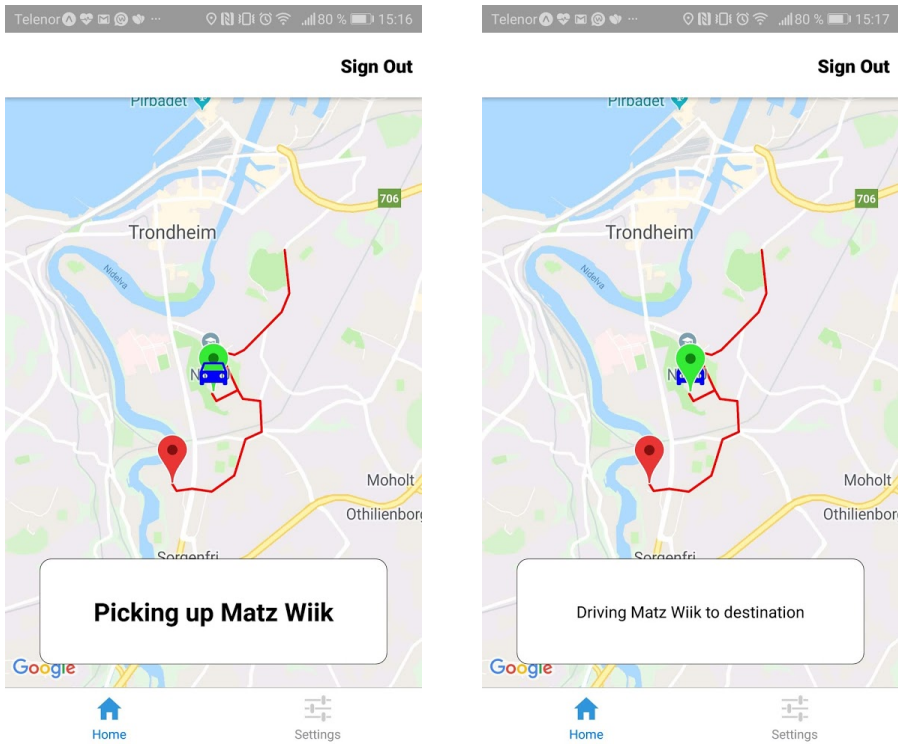 Telenor ··· 80 % 15:16
Sign Out
Pirbadet
706
Trondheim
Nidelva
Moholt
Sorgenfri
Picking up Matz Wiik
Google
Home Settings
Telenor ··· 80 % 15:17
Sign Out
Pirbadet
706
Trondheim
Nidelva
Moholt
Sorgenfri
Driving Matz Wiik to destination
Google
Home Settings